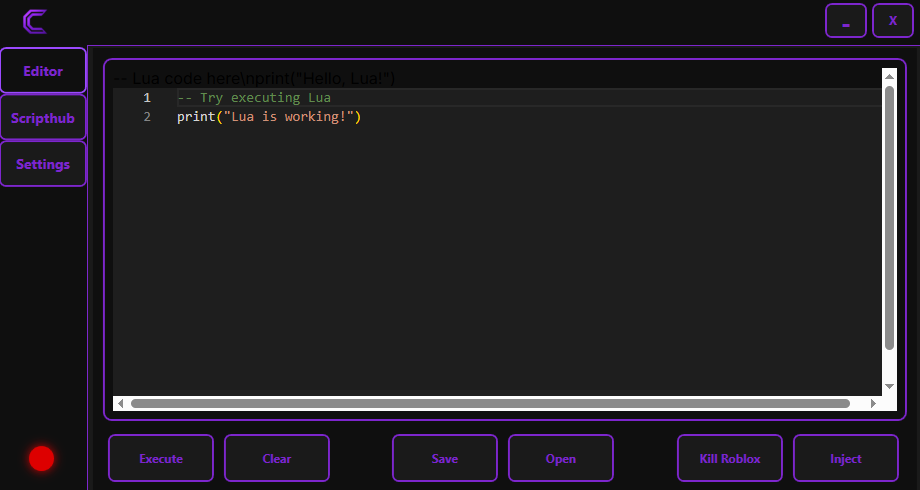 _
X
Editor
Scripthub
Settings
-- Lua code here\nprint("Hello, Lua!")
1 -- Try executing Lua
2 print("Lua is working!")
Execute Clear Save Open Kill Roblox Inject